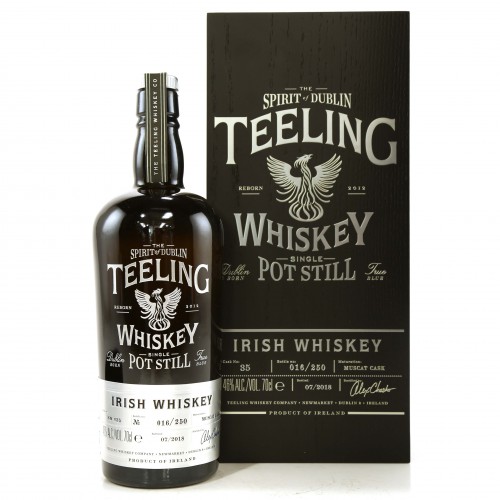 THE TEELING WHISKEY CO
THE
SPIRIT of DUBLIN
TEELING
REBORN 2012
WHISKEY
SINGLE
Dublin BORN POT STILL True BLUE
IRISH WHISKEY
№ 016/250
07/2018
PRODUCT OF IRELAND
THE
SPIRIT of DUBLIN
TEELING
REBORN 2012
WHISKEY
SINGLE
Dublin BORN POT STILL True BLUE
IRISH WHISKEY
Cask No: Bottle no: Maturation:
35 016/250 MUSCAT CASK
46% ALC./VOL. 70cl e 07/2018
TEELING WHISKEY COMPANY • NEWMARKET • DUBLIN 8 • IRELAND
PRODUCT OF IRELAND